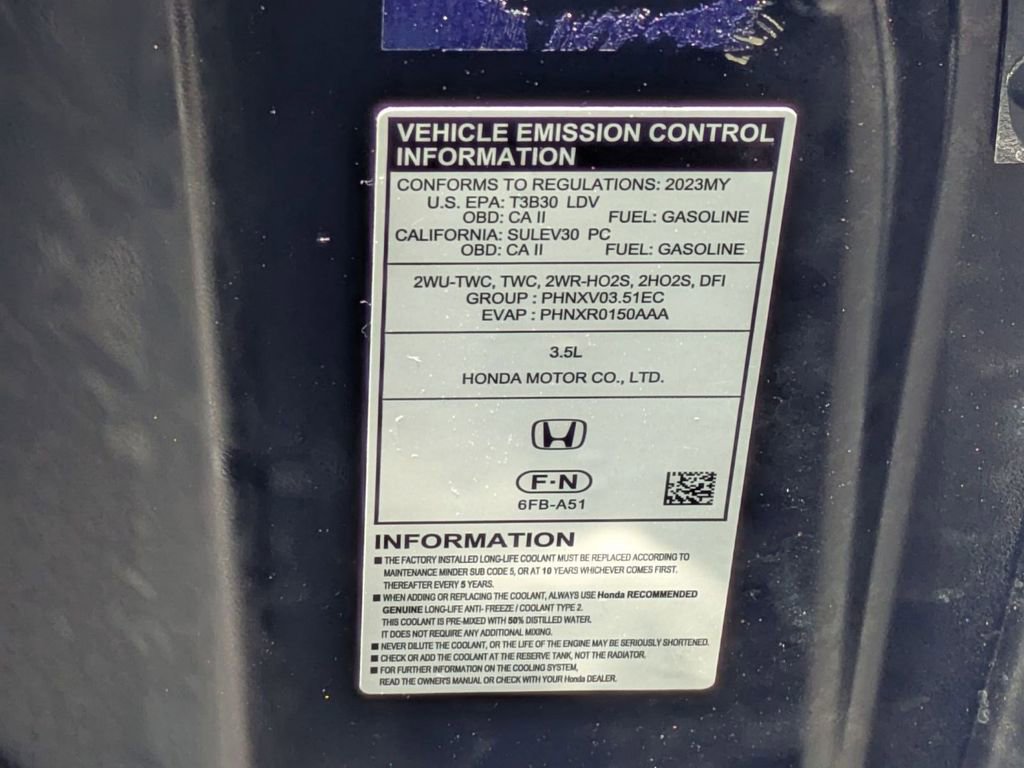 VEHICLE EMISSION CONTROL
INFORMATION
CONFORMS TO REGULATIONS: 2023MY
U.S. EPA: T3B30 LDV
OBD: CA II FUEL: GASOLINE
CALIFORNIA: SULEV30 PC
OBD: CA II FUEL: GASOLINE
2WU-TWC, TWC, 2WR-HO2S, 2HO2S, DFI
GROUP : PHNXV03.51EC
EVAP : PHNXR0150AAA
3.5L
HONDA MOTOR CO., LTD.
F-N
6FB-A51
INFORMATION
■ THE FACTORY INSTALLED LONG-LIFE COOLANT MUST BE REPLACED ACCORDING TO
MAINTENANCE MINDER SUB CODE 5, OR AT 10 YEARS WHICHEVER COMES FIRST.
THEREAFTER EVERY 5 YEARS.
■ WHEN ADDING OR REPLACING THE COOLANT, ALWAYS USE Honda RECOMMENDED
GENUINE LONG-LIFE ANTI- FREEZE / COOLANT TYPE 2.
THIS COOLANT IS PRE-MIXED WITH 50% DISTILLED WATER.
IT DOES NOT REQUIRE ANY ADDITIONAL MIXING.
■ NEVER DILUTE THE COOLANT, OR THE LIFE OF THE ENGINE MAY BE SERIOUSLY SHORTENED.
■ CHECK OR ADD THE COOLANT AT THE RESERVE TANK, NOT THE RADIATOR.
■ FOR FURTHER INFORMATION ON THE COOLING SYSTEM,
READ THE OWNER'S MANUAL OR CHECK WITH YOUR Honda DEALER.